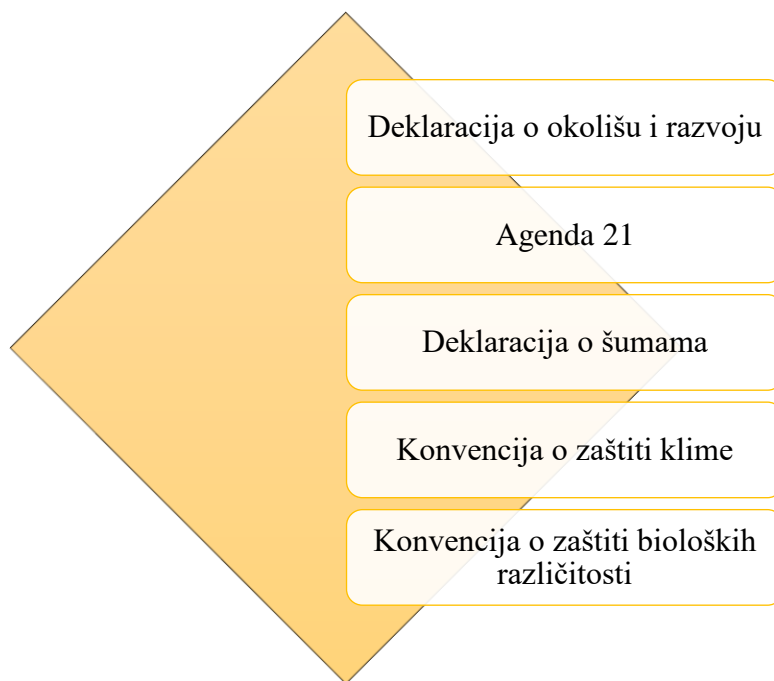 Deklaracija o okolišu i razvoju
Agenda 21
Deklaracija o šumama
Konvencija o zaštiti klime
Konvencija o zaštiti bioloških
različitosti